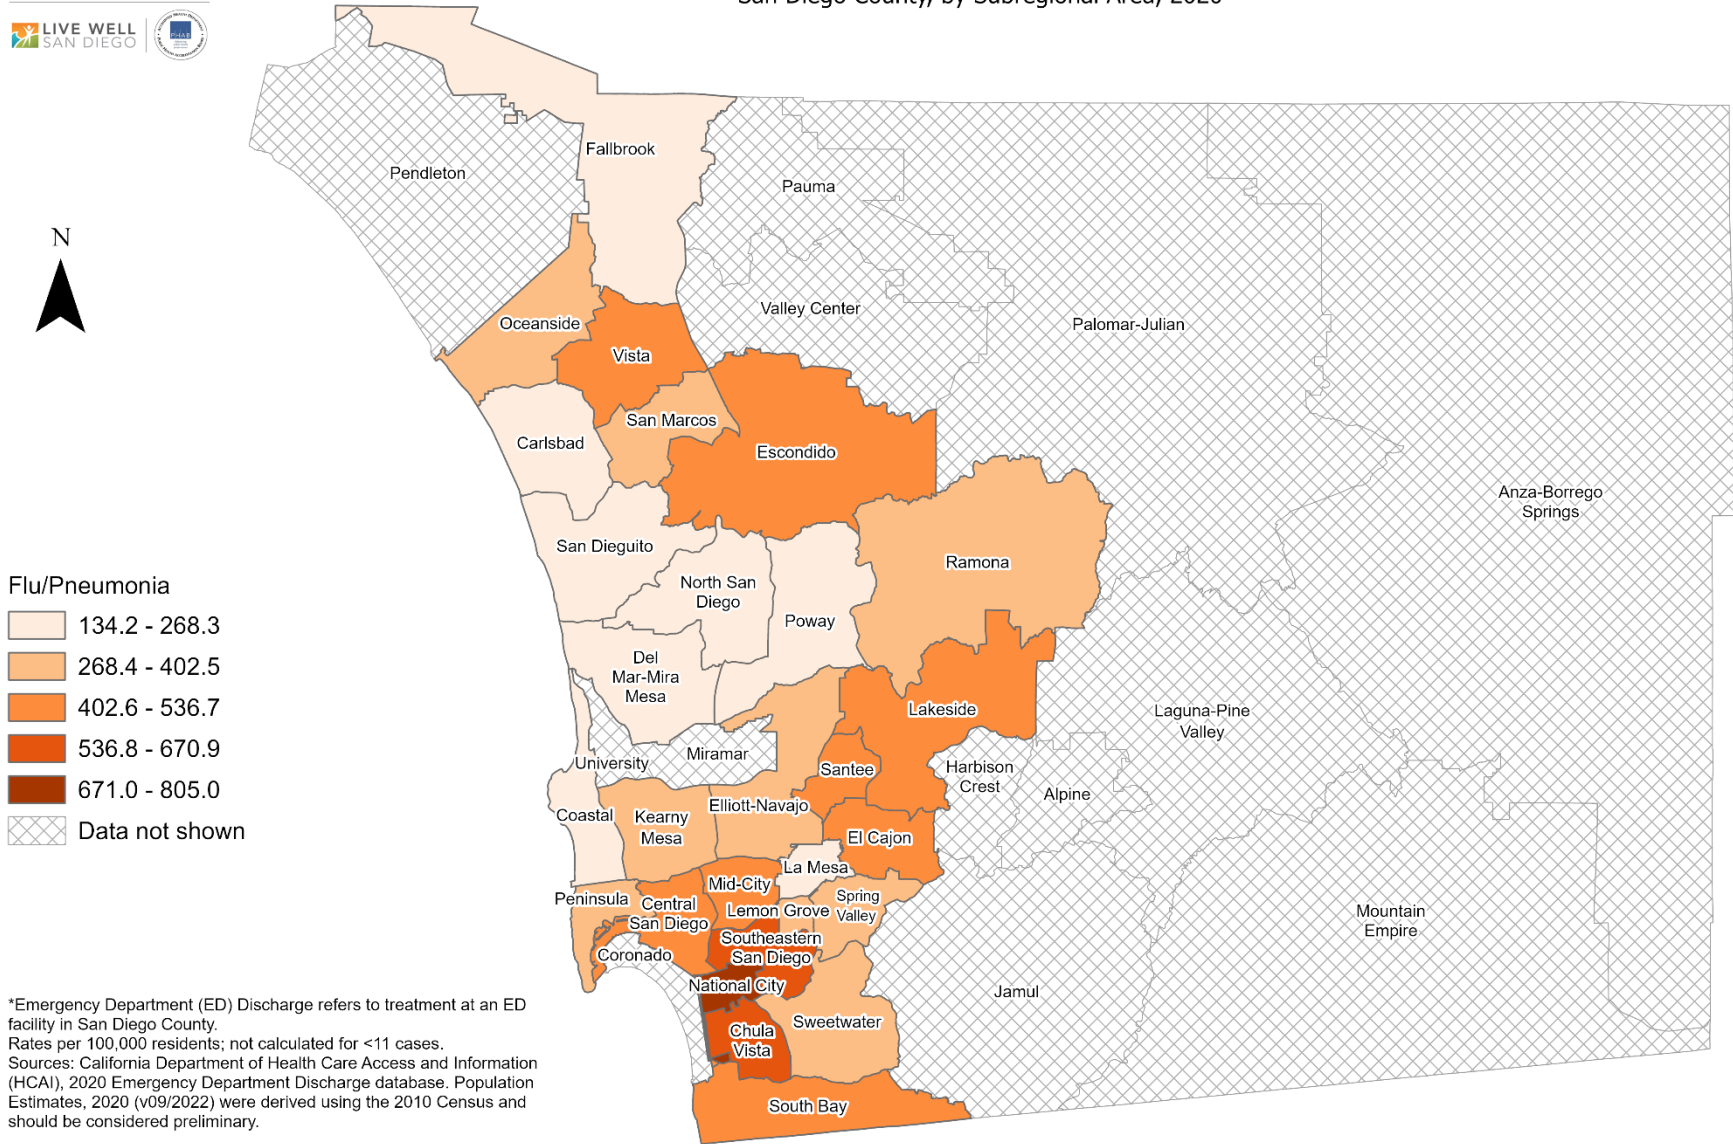 San Diego County, by Subregional Area, 2020
LIVE WELL
SAN DIEGO
PHAB
N
Fallbrook
Pendleton
Pauma
Valley Center
Palomar-Julian
Oceanside
Vista
San Marcos
Carlsbad
Escondido
Anza-Borrego
Springs
San Dieguito
North San
Diego
Ramona
Poway
Del
Mar-Mira
Mesa
Lakeside
Laguna-Pine
Valley
Miramar
University
Santee
Harbison
Crest
Alpine
Coastal
Kearny
Mesa
Elliott-Navajo
El Cajon
La Mesa
Mid-City
Peninsula
Central
San Diego
Lemon Grove
Spring
Valley
Mountain
Empire
Southeastern
San Diego
Coronado
National City
Jamul
Chula
Vista
Sweetwater
South Bay
Flu/Pneumonia
134.2 - 268.3
268.4 - 402.5
402.6 - 536.7
536.8 - 670.9
671.0 - 805.0
Data not shown
*Emergency Department (ED) Discharge refers to treatment at an ED
facility in San Diego County.
Rates per 100,000 residents; not calculated for <11 cases.
Sources: California Department of Health Care Access and Information
(HCAI), 2020 Emergency Department Discharge database. Population
Estimates, 2020 (v09/2022) were derived using the 2010 Census and
should be considered preliminary.